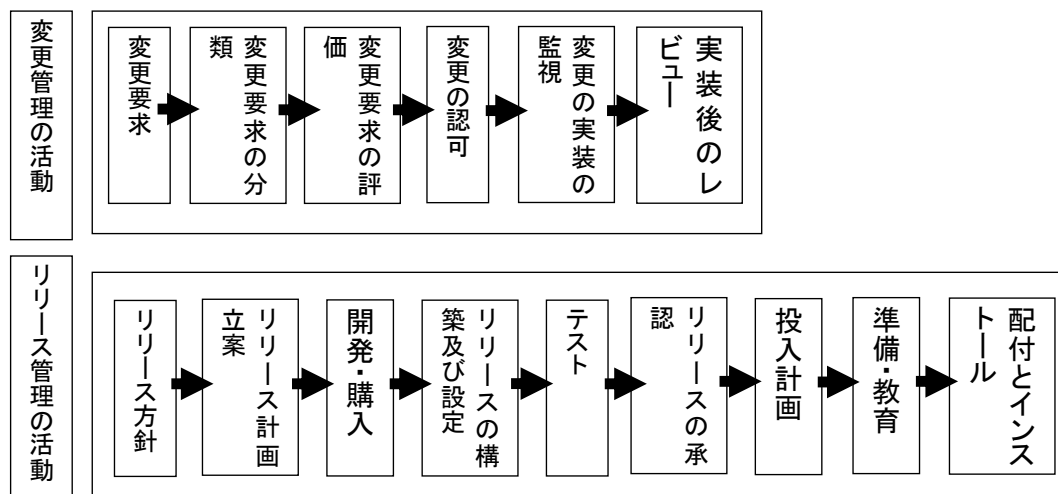 変更管理の活動
変更要求
変更要求の分
類
変更要求の評
価
変更の認可
変更の実装の
監視
実装後のレ
ビュー
リリース管理の活動
リリース方針
リリース計画
立案
開発・購入
リリースの構
築及び設定
テスト
リリースの承
認
投入計画
準備・教育
配付とインス
トール